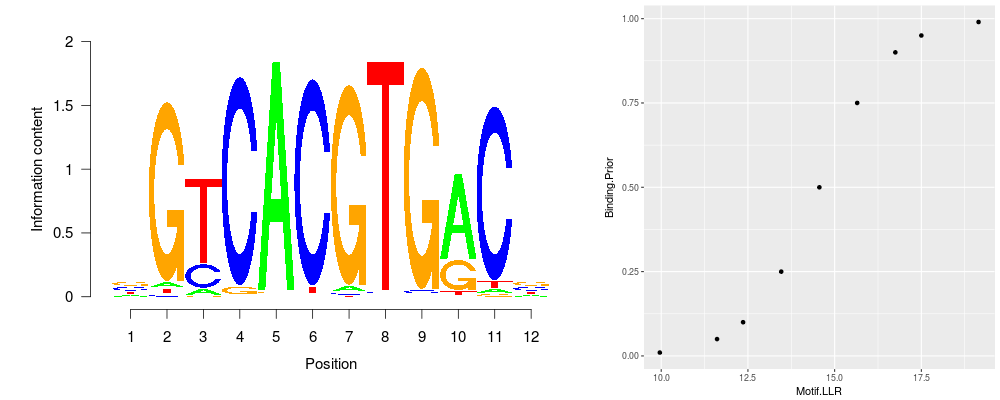 Information content
2
1.5
1
0.5
0
GTCACGTGAC
CG
1 2 3 4 5 6 7 8 9 10 11 12
Position
Binding.Prior
1.00
0.75
0.50
0.25
0.00
10.0 12.5 15.0 17.5
Motif.LLR